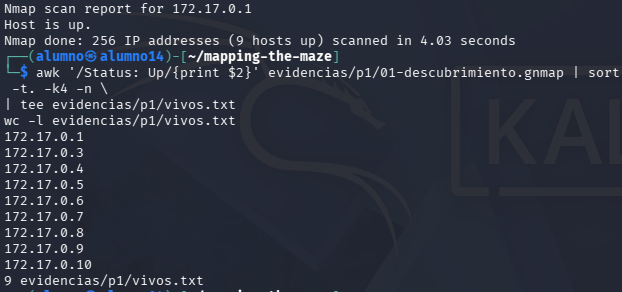 Nmap scan report for 172.17.0.1
Host is up.
Nmap done: 256 IP addresses (9 hosts up) scanned in 4.03 seconds
┌──(alumno㉿alumno14)-[~/mapping-the-maze]
└─$ awk '/Status: Up/{print $2}' evidencias/p1/01-descubrimiento.gnmap | sort
 -t. -k4 -n \
| tee evidencias/p1/vivos.txt
wc -l evidencias/p1/vivos.txt
172.17.0.1
172.17.0.3
172.17.0.4
172.17.0.5
172.17.0.6
172.17.0.7
172.17.0.8
172.17.0.9
172.17.0.10
9 evidencias/p1/vivos.txt
KAL